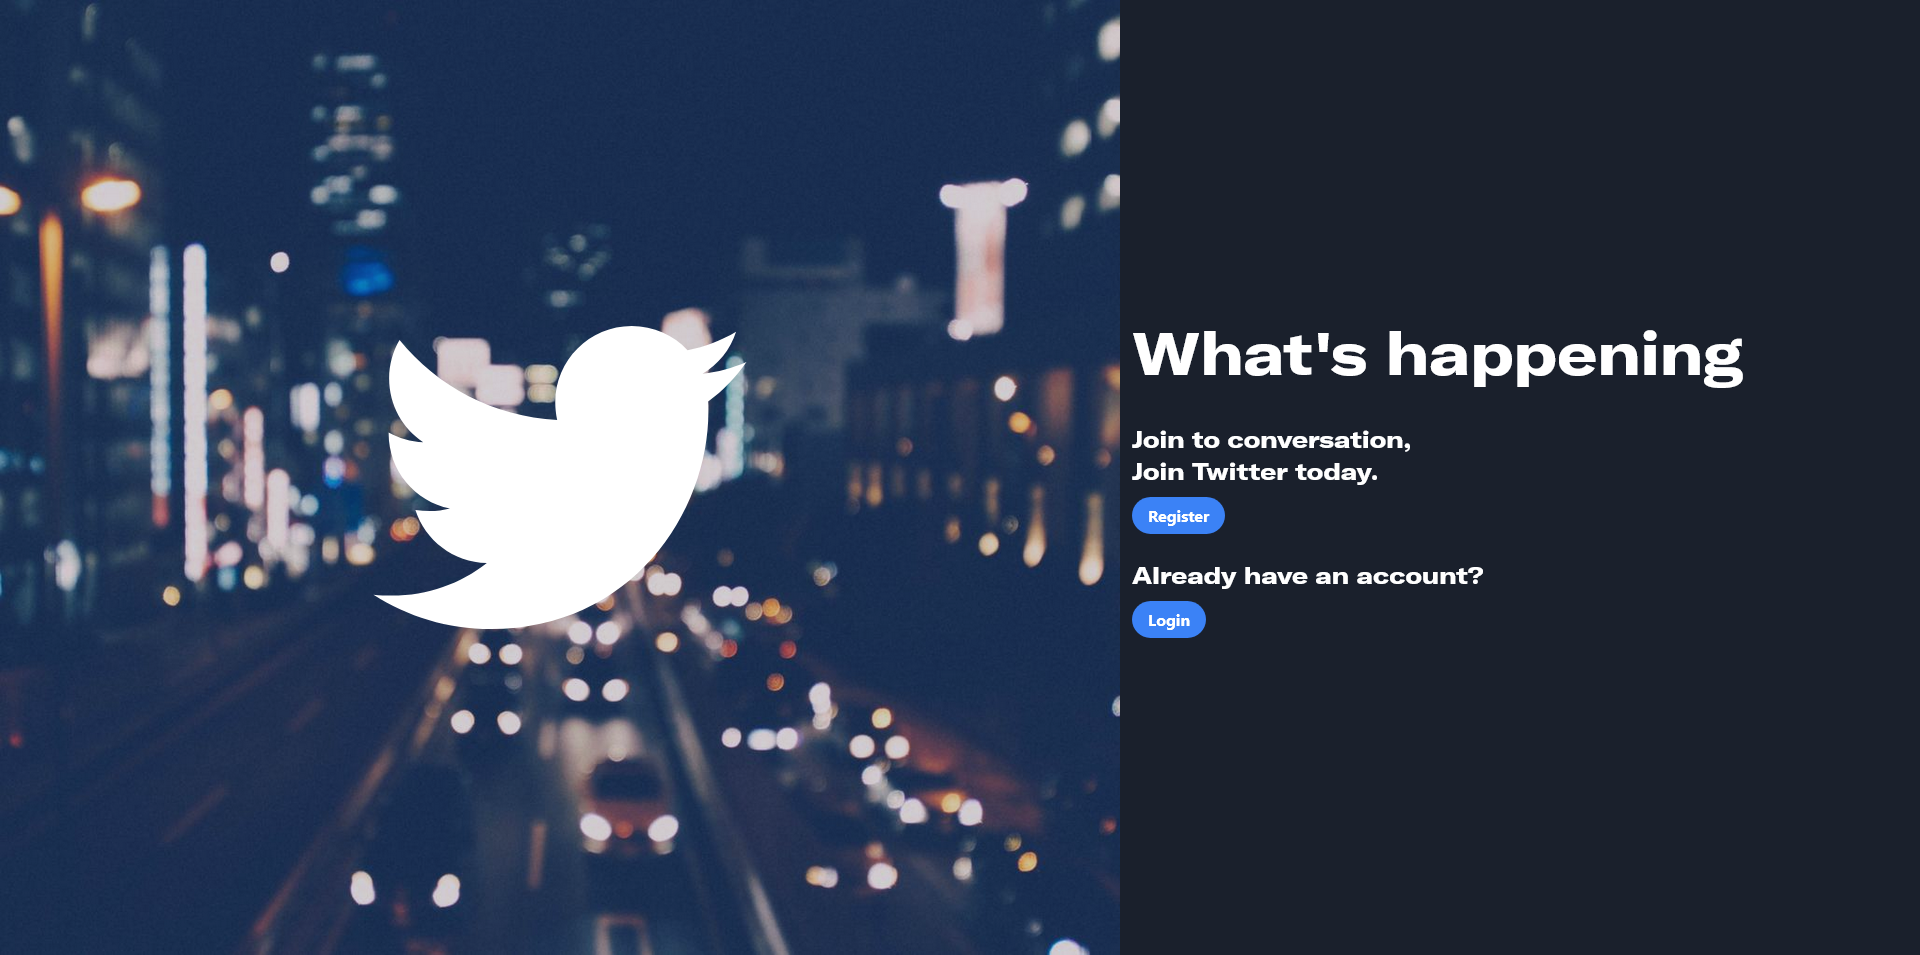 What's happening
Join to conversation,
Join Twitter today.
Register
Already have an account?
Login